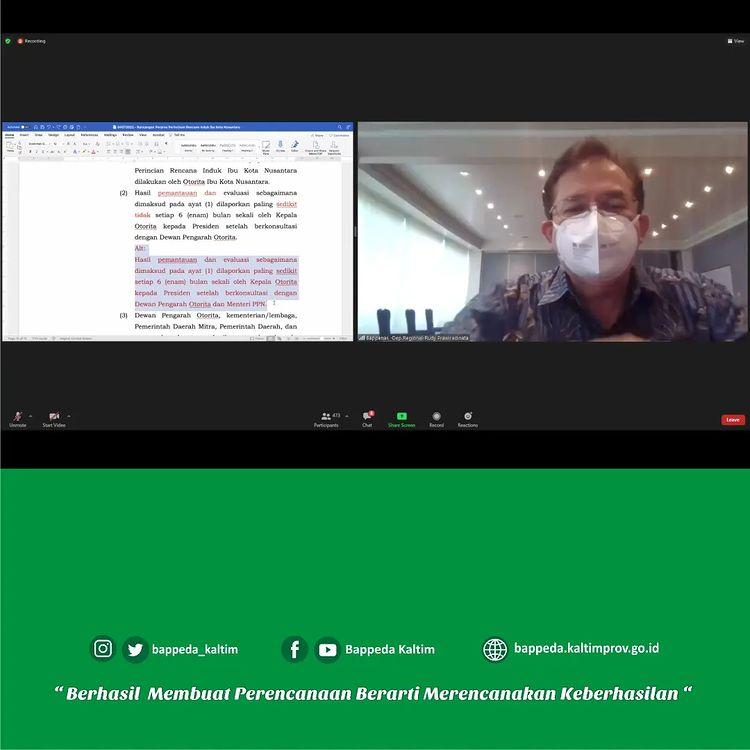 Recording
View
Perincian Rencana Induk Ibu Kota Nusantara
dilakukan oleh Otorita Ibu Kota Nusantara.
(2) Hasil pemantauan dan evaluasi sebagaimana
dimaksud pada ayat (1) dilaporkan paling sedikit
tidak setiap 6 (enam) bulan sekali oleh Kepala
Otorita kepada Presiden setelah berkonsultasi
dengan Dewan Pengarah Otorita.
Alt:
Hasil pemantauan dan evaluasi sebagaimana
dimaksud pada ayat (1) dilaporkan paling sedikit
setiap 6 (enam) bulan sekali oleh Kepala Otorita
kepada Presiden setelah berkonsultasi dengan
Dewan Pengarah Otorita dan Menteri PPN.
(3) Dewan Pengarah Otorita, kementerian/lembaga,
Pemerintah Daerah Mitra, Pemerintah Daerah, dan
Bappenas -Dep.Regional-Rudy Prawiradinata
Unmute
Start Video
Participants
473
Chat
Share Screen
Record
Reactions
Leave
bappeda_kaltim
Bappeda Kaltim
bappeda.kaltimprov.go.id
“ Berhasil Membuat Perencanaan Berarti Merencanakan Keberhasilan “